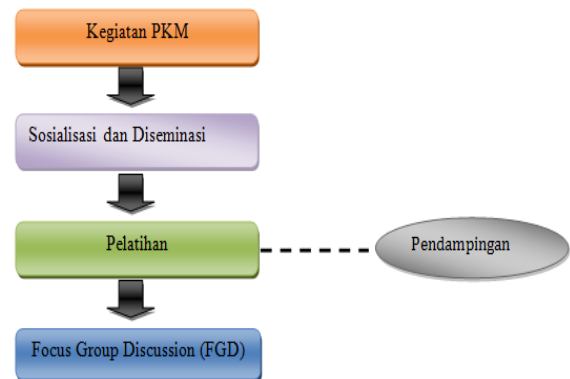 Kegiatan PKM
Sosialisasi dan Diseminasi
Pelatihan
Pendampingan
Focus Group Discussion (FGD)